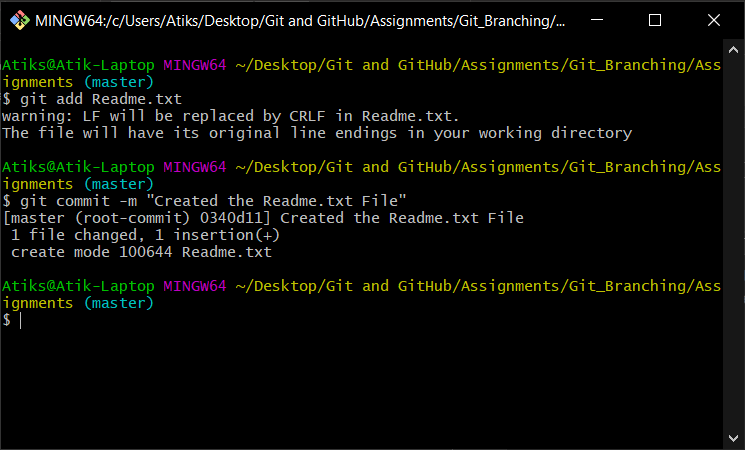 MINGW64:/c/Users/Atiks/Desktop/Git and GitHub/Assignments/Git_Branching/...
Atiks@Atik-Laptop MINGW64 ~/Desktop/Git and GitHub/Assignments/Git_Branching/Ass
ignments (master)
$ git add Readme.txt
warning: LF will be replaced by CRLF in Readme.txt.
The file will have its original line endings in your working directory
Atiks@Atik-Laptop MINGW64 ~/Desktop/Git and GitHub/Assignments/Git_Branching/Ass
ignments (master)
$ git commit -m "Created the Readme.txt File"
[master (root-commit) 0340d11] Created the Readme.txt File
 1 file changed, 1 insertion(+)
 create mode 100644 Readme.txt
Atiks@Atik-Laptop MINGW64 ~/Desktop/Git and GitHub/Assignments/Git_Branching/Ass
ignments (master)
$